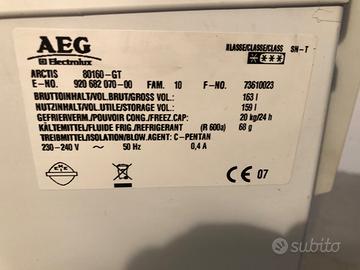 AEG
Electrolux
KLASSE/CLASSE/CLASS SN-T
****
ARCTIS 80160-GT
E-NO. 920 682 070-00 FAM. 10 F-NO. 73610023
BRUTTOINHALT/VOL.BRUT/GROSS VOL.: 163 l
NUTZINHALT/VOL.UTILE/STORAGE VOL.: 159 l
GEFRIERVERM./POUVOIR CONG./FREEZ.CAP: 20 kg/24 h
KÄLTEMITTEL/FLUIDE FRIG./REFRIGERANT (R 600a) 68 g
TREIBMITTEL/ISOLATION/BLOW.AGENT: C-PENTAN
230-240 V ~ 50 Hz 0,4 A
CE 07
subito